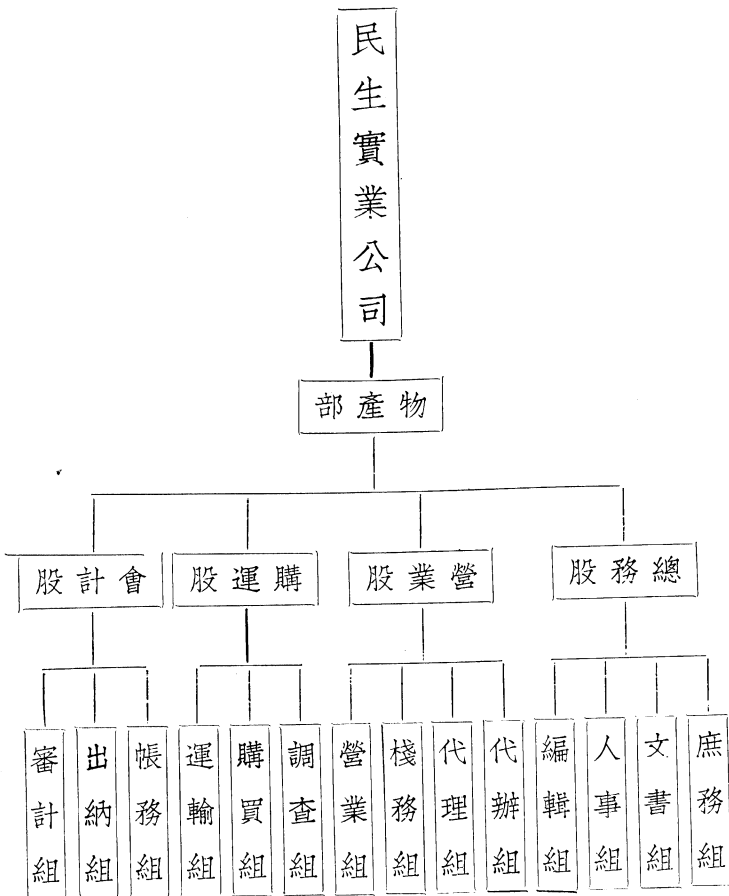 民生實業公司
物產部
總務股
營業股
購運股
會計股
庶務組
文書組
人事組
編輯組
代辦組
代理組
棧務組
營業組
調查組
購買組
運輸組
帳務組
出納組
審計組